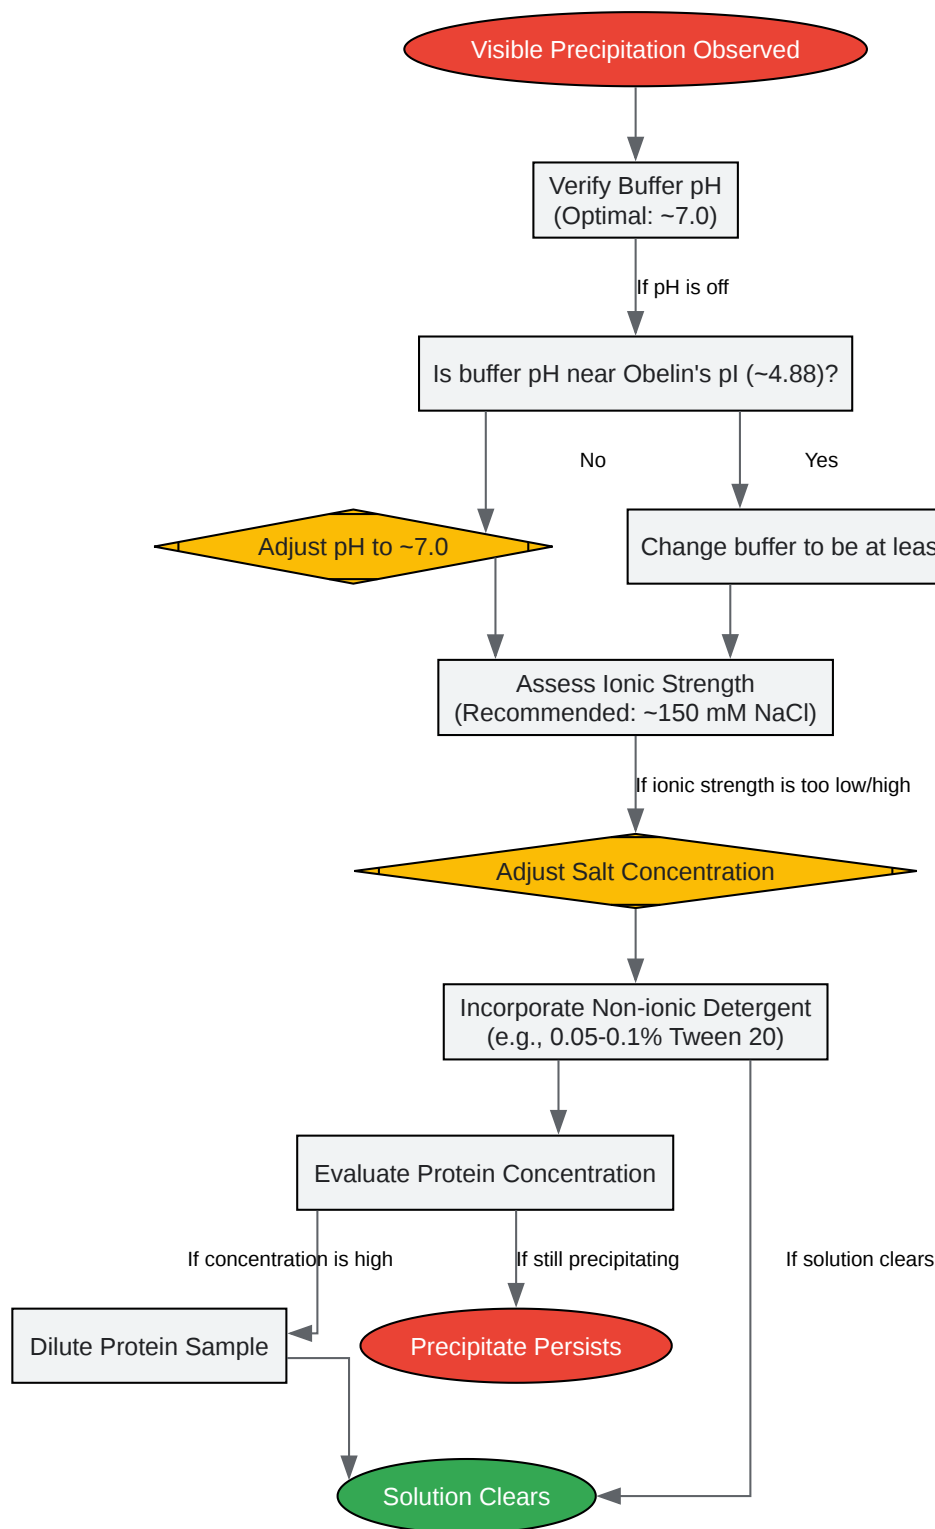 Visible Precipitation Observed
Verify Buffer pH
(Optimal: ~7.0)
If pH is off
Is buffer pH near Obelin's pI (~4.88)?
No
Yes
Adjust pH to ~7.0
Change buffer to be at
Assess Ionic Strength
(Recommended: ~150 mM NaCl)
If ionic strength is too low/high
Adjust Salt Concentration
Incorporate Non-ionic Detergent
(e.g., 0.05-0.1% Tween 20)
Evaluate Protein Concentration
If concentration is high
If still precipitating
If solution clears
Dilute Protein Sample
Precipitate Persists
Solution Clears